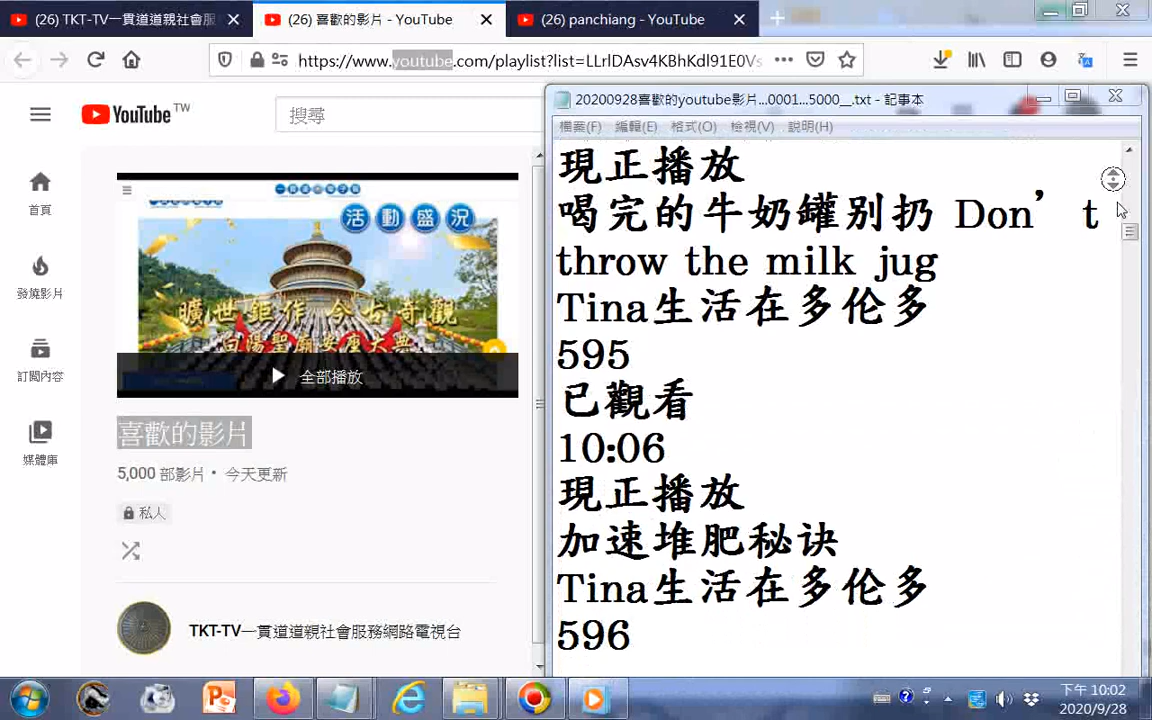 (26) TKT-TV一貫道道親社會服
(26) 喜歡的影片 - YouTube
(26) panchiang - YouTube
https://www.youtube.com/playlist?list=LLrlDAsv4KBhKdl91E0Vs
YouTube TW
搜尋
首頁
發燒影片
訂閱內容
媒體庫
活動盛況
曠世鉅作 今古奇觀
白陽聖廟安座大典
全部播放
喜歡的影片
5,000 部影片・今天更新
私人
TKT-TV一貫道道親社會服務網路電視台
20200928喜歡的youtube影片...0001...5000__.txt - 記事本
檔案(F) 編輯(E) 格式(O) 檢視(V) 說明(H)
現正播放
喝完的牛奶罐别扔 Don’t
throw the milk jug
Tina生活在多伦多
595
已觀看
10:06
現正播放
加速堆肥秘诀
Tina生活在多伦多
596
下午 10:02
2020/9/28